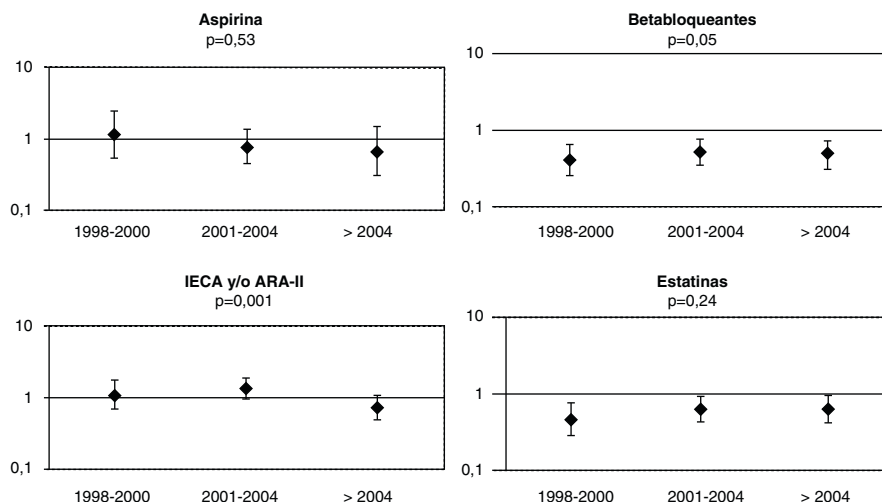 Aspirina
p=0,53
10
1
0,1
1998-2000 2001-2004 > 2004
Betabloqueantes
p=0,05
10
1
0,1
1998-2000 2001-2004 > 2004
IECA y/o ARA-II
p=0,001
10
1
0,1
1998-2000 2001-2004 > 2004
Estatinas
p=0,24
10
1
0,1
1998-2000 2001-2004 > 2004